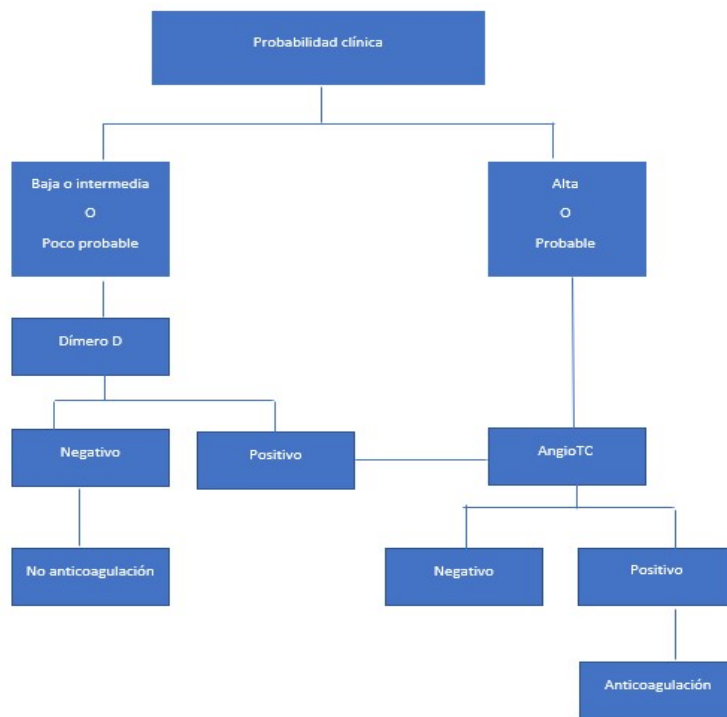 Probabilidad clínica
Baja o intermedia
O
Poco probable
Alta
O
Probable
Dímero D
Negativo
Positivo
AngioTC
No anticoagulación
Negativo
Positivo
Anticoagulación